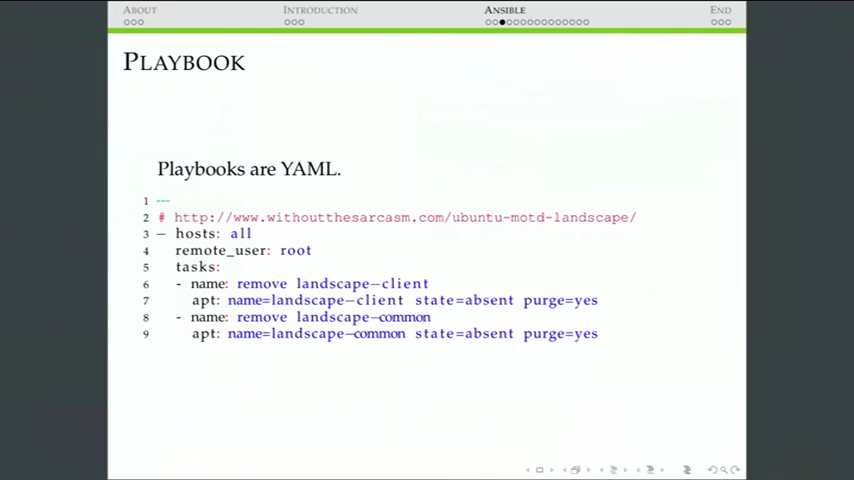 ABOUT
INTRODUCTION
ANSIBLE
END
PLAYBOOK
Playbooks are YAML.
1 ---
2 # http://www.withoutthesarcasm.com/ubuntu-motd-landscape/
3 – hosts: all
4 remote_user: root
5 tasks:
6 - name: remove landscape–client
7 apt: name=landscape–client state=absent purge=yes
8 - name: remove landscape–common
9 apt: name=landscape–common state=absent purge=yes